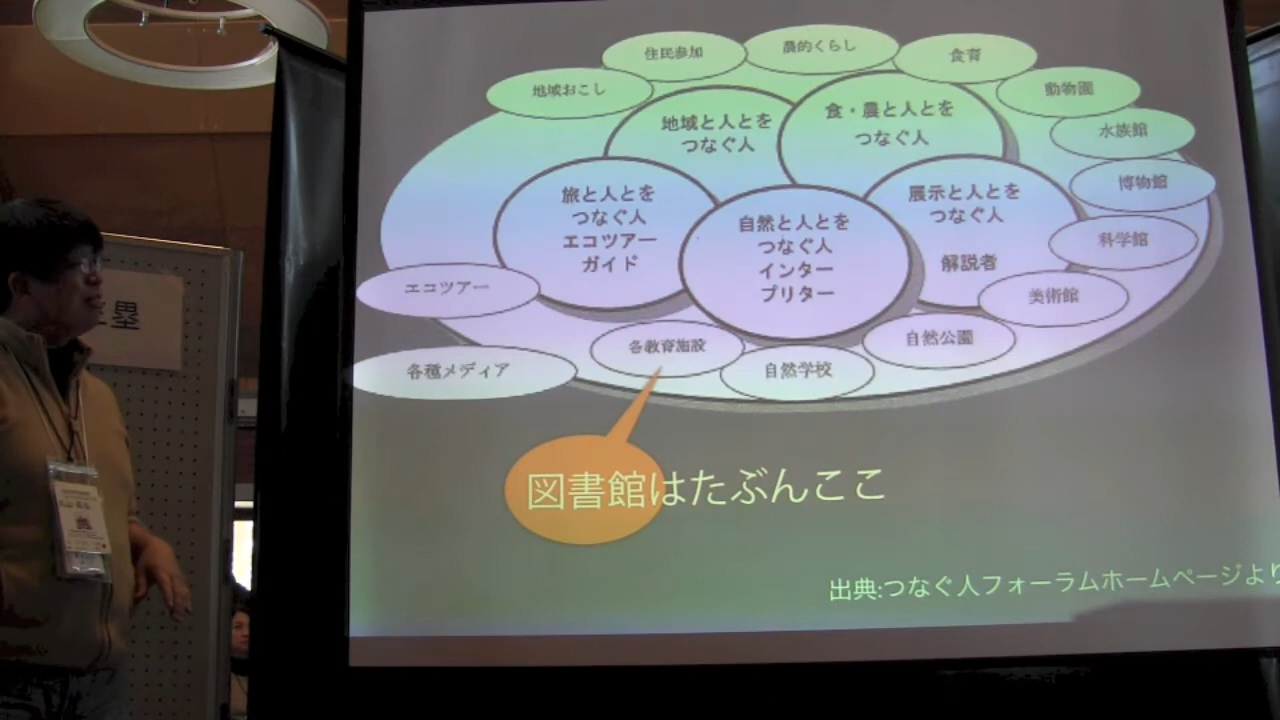 住民参加
農的くらし
食育
地域おこし
動物園
地域と人とを
つなぐ人
食・農と人とを
つなぐ人
水族館
旅と人とを
つなぐ人
エコツアー
ガイド
自然と人とを
つなぐ人
インター
プリター
展示と人とを
つなぐ人
解説者
博物館
科学館
エコツアー
美術館
各教育施設
自然公園
各種メディア
自然学校
図書館はたぶんここ
出典:つなぐ人フォーラムホームページより
塁